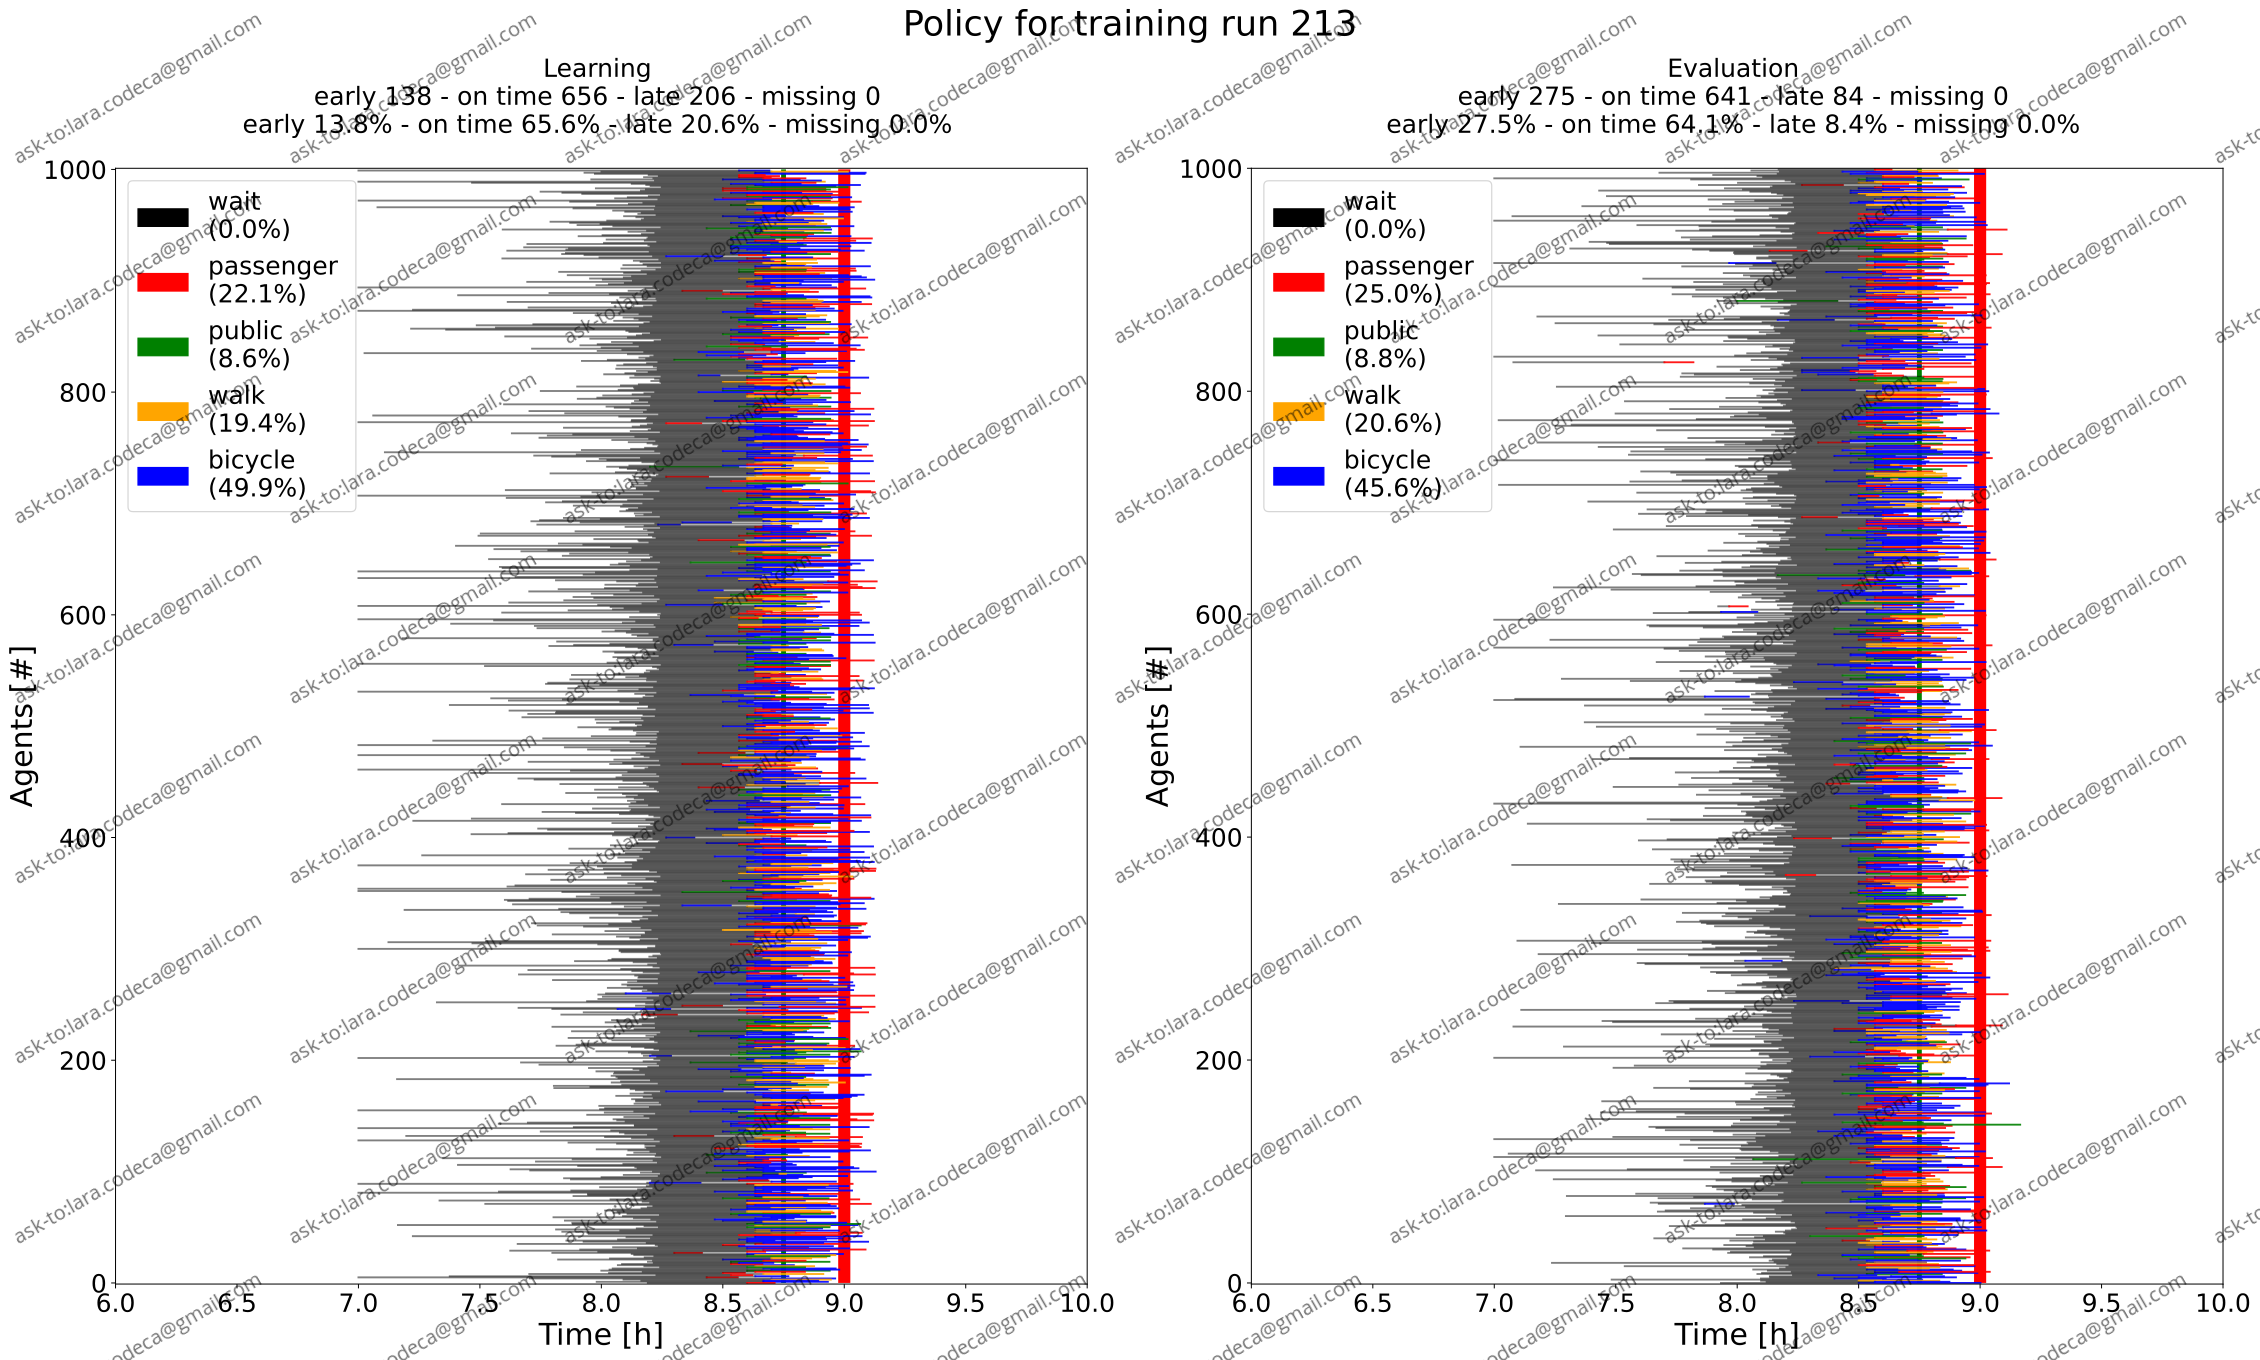 Policy for training run 213
Learning
early 138 - on time 656 - late 206 - missing 0
early 13.8% - on time 65.6% - late 20.6% - missing 0.0%
1000
800
600
400
200
0
Agents [#]
wait
(0.0%)
passenger
(22.1%)
public
(8.6%)
walk
(19.4%)
bicycle
(49.9%)
6.0 6.5 7.0 7.5 8.0 8.5 9.0 9.5 10.0
Time [h]
Evaluation
early 275 - on time 641 - late 84 - missing 0
early 27.5% - on time 64.1% - late 8.4% - missing 0.0%
1000
800
600
400
200
0
Agents [#]
wait
(0.0%)
passenger
(25.0%)
public
(8.8%)
walk
(20.6%)
bicycle
(45.6%)
6.0 6.5 7.0 7.5 8.0 8.5 9.0 9.5 10.0
Time [h]
ask-to:lara.codeca@gmail.com